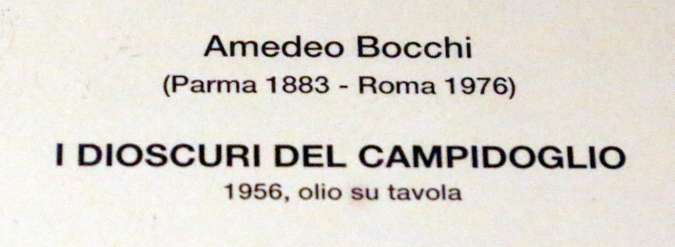 Amedeo Bocchi
(Parma 1883 - Roma 1976)
I DIOSCURI DEL CAMPIDOGLIO
1956, olio su tavola